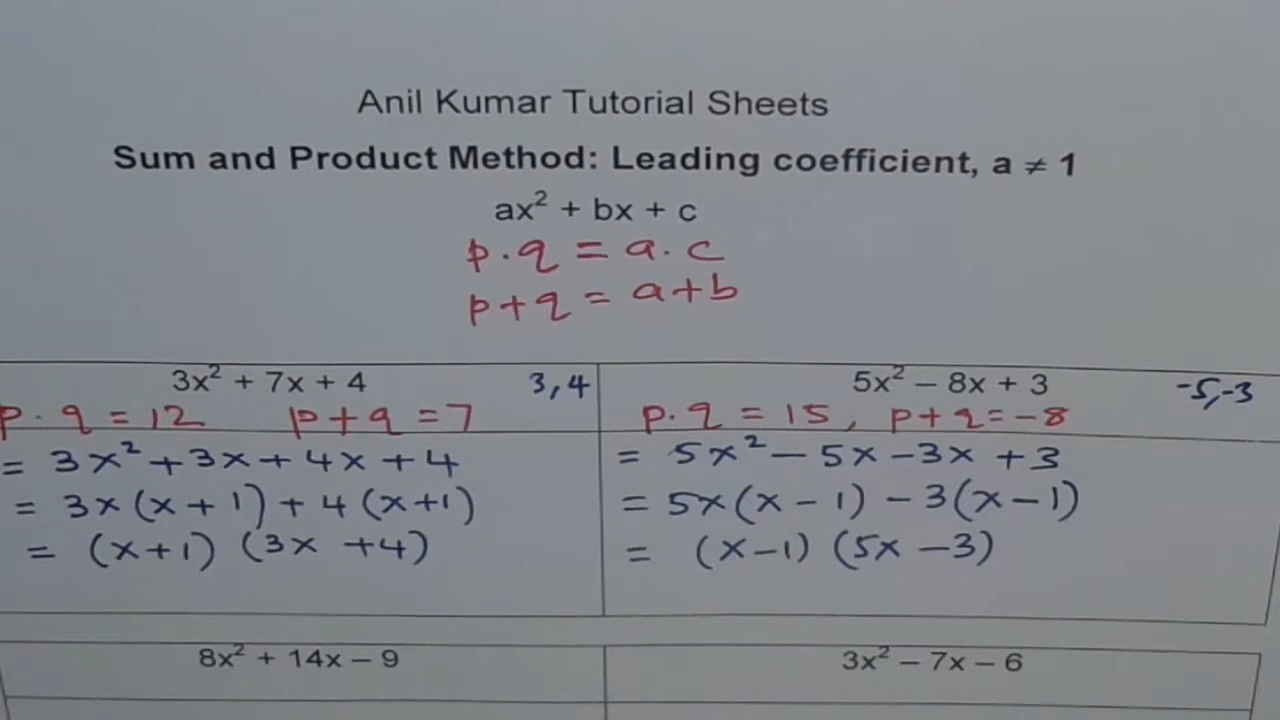 Anil Kumar Tutorial Sheets
Sum and Product Method: Leading coefficient, a ≠ 1
ax² + bx + c
p · q = a · c
p + q = a + b
3x² + 7x + 4 3, 4
p · q = 12 p + q = 7
= 3x² + 3x + 4x + 4
= 3x(x + 1) + 4(x + 1)
= (x + 1) (3x + 4)
5x² – 8x + 3 -5, -3
p · q = 15, p + q = -8
= 5x² – 5x – 3x + 3
= 5x(x – 1) – 3(x – 1)
= (x – 1) (5x – 3)
8x² + 14x – 9
3x² – 7x – 6